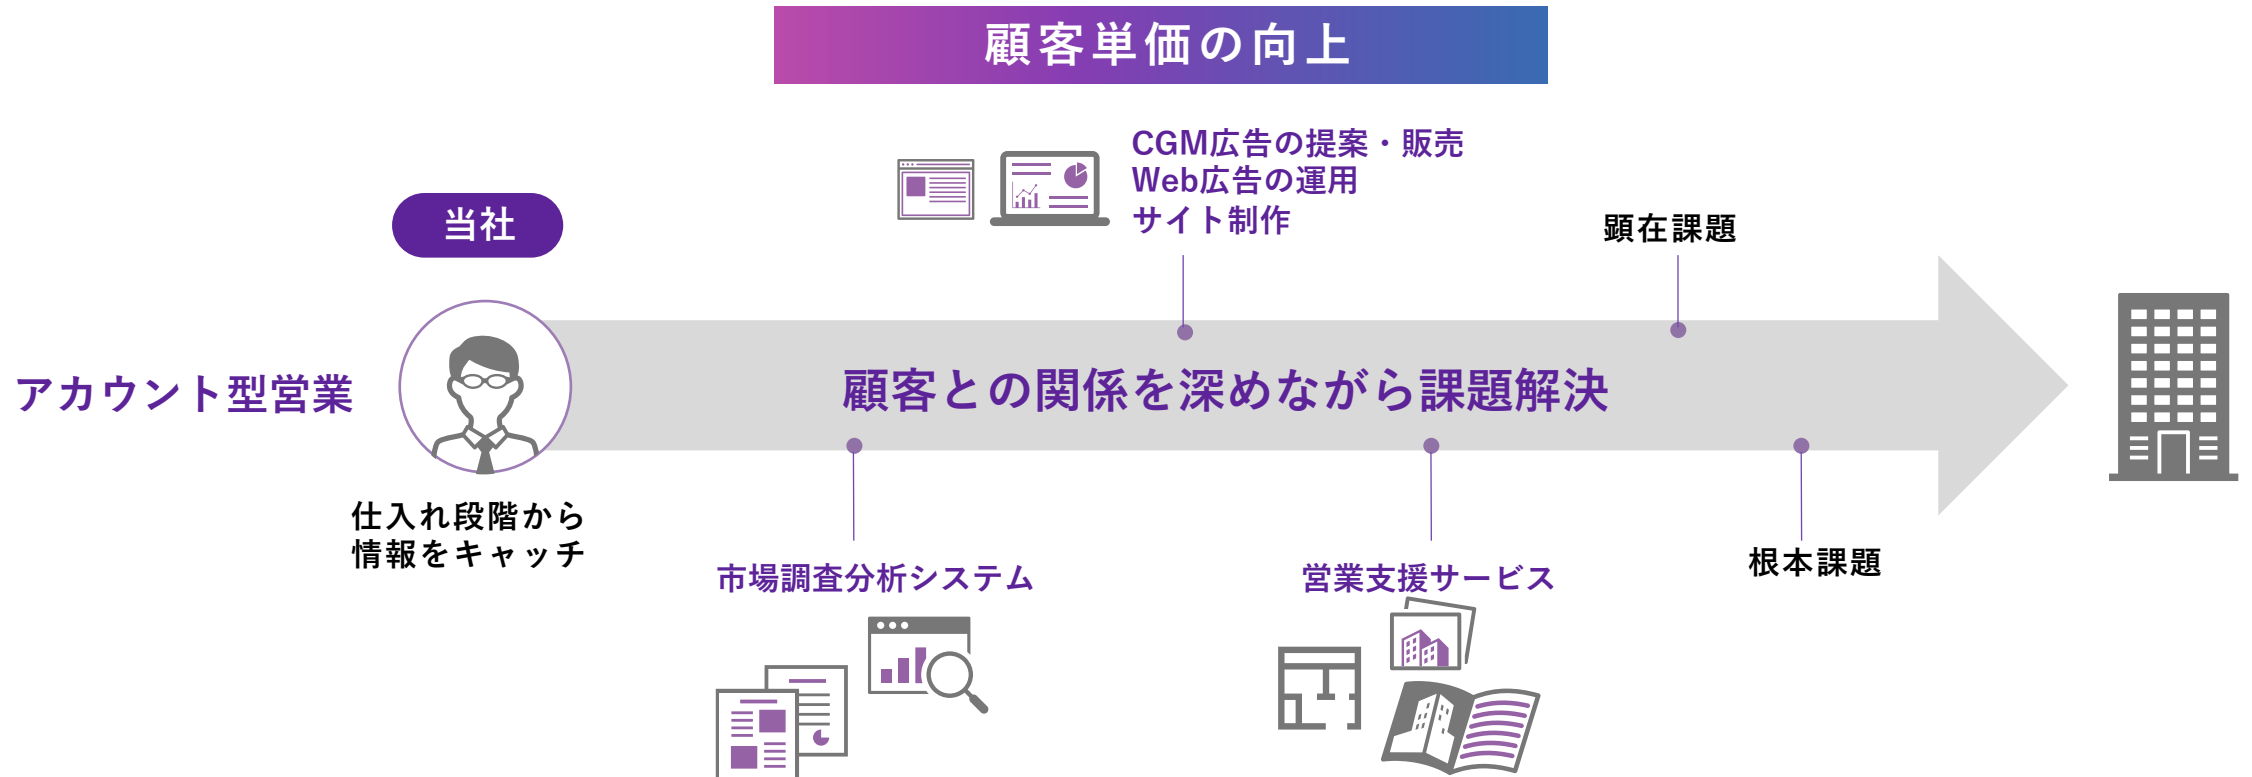 顧客単価の向上
CGM広告の提案・販売
Web広告の運用
サイト制作
当社
顕在課題
アカウント型営業
顧客との関係を深めながら課題解決
仕入れ段階から
情報をキャッチ
市場調査分析システム
営業支援サービス
根本課題